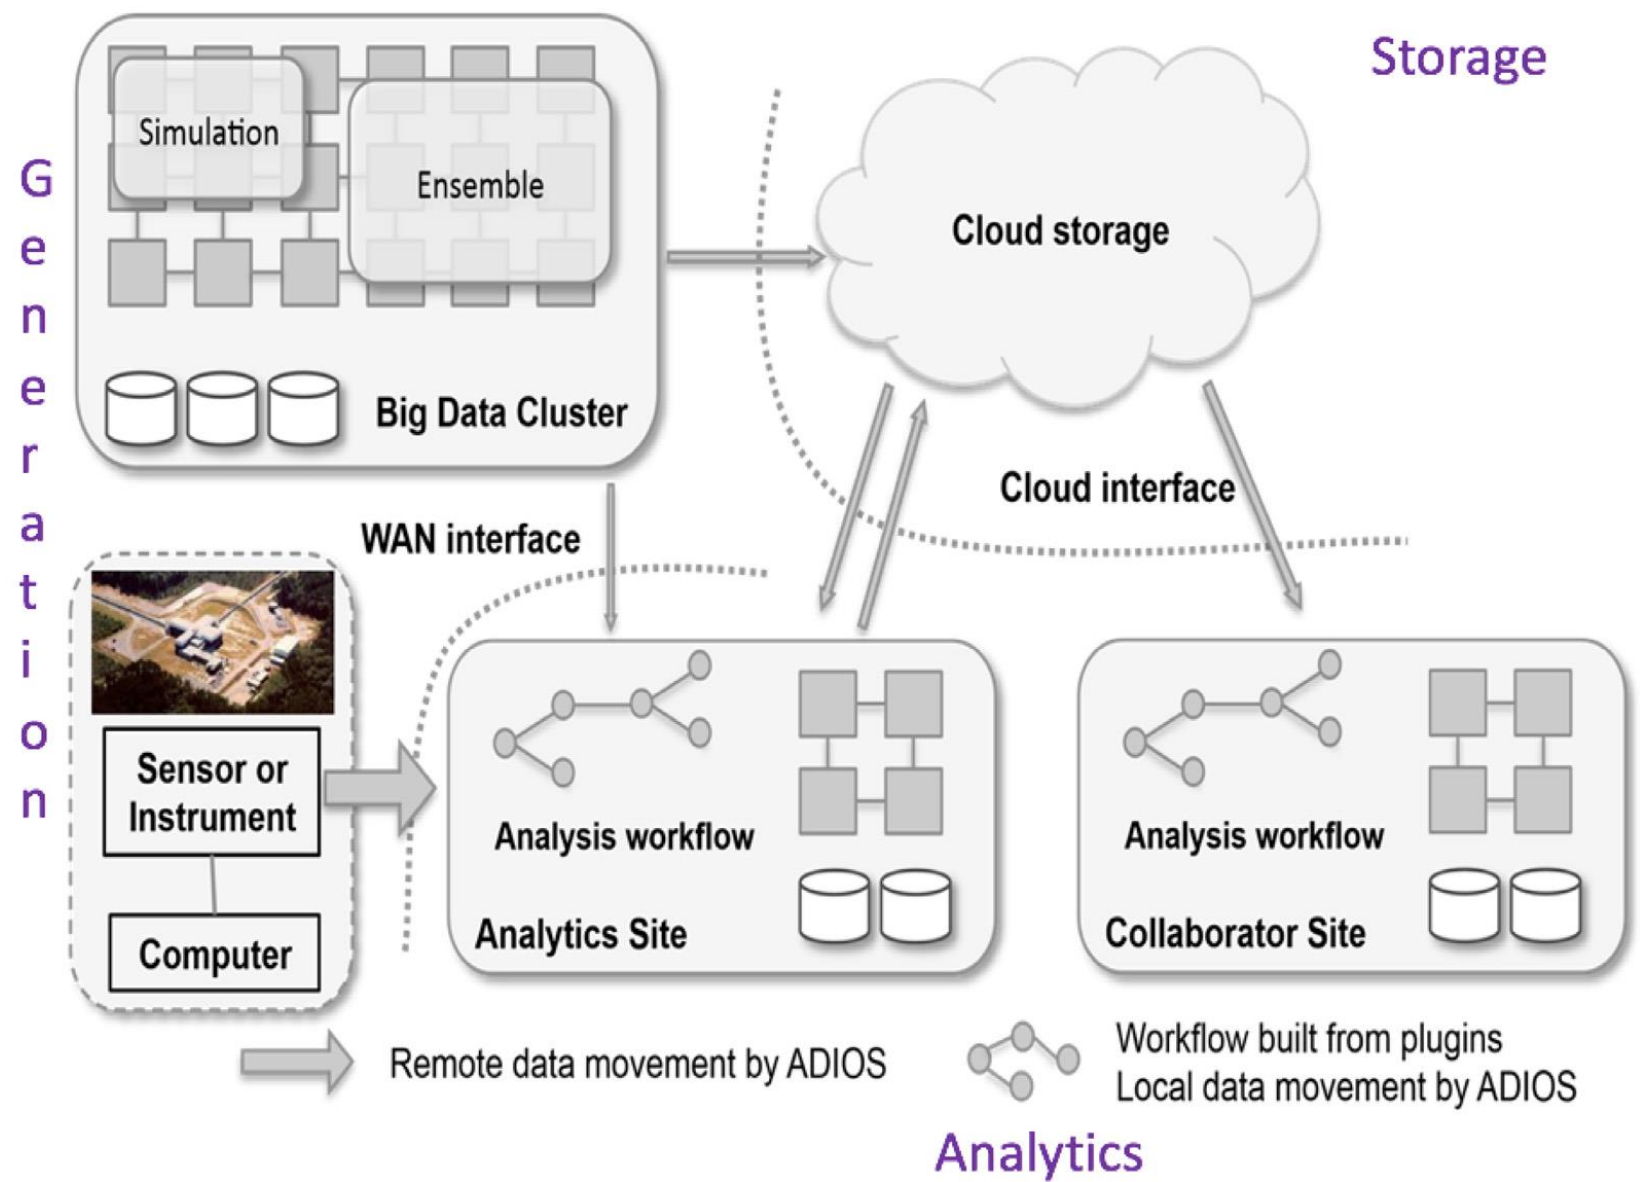 Storage
Generation
Simulation
Ensemble
Big Data Cluster
Cloud storage
Cloud interface
WAN interface
Sensor or
Instrument
Computer
Analysis workflow
Analytics Site
Analysis workflow
Collaborator Site
Remote data movement by ADIOS
Workflow built from plugins
Local data movement by ADIOS
Analytics